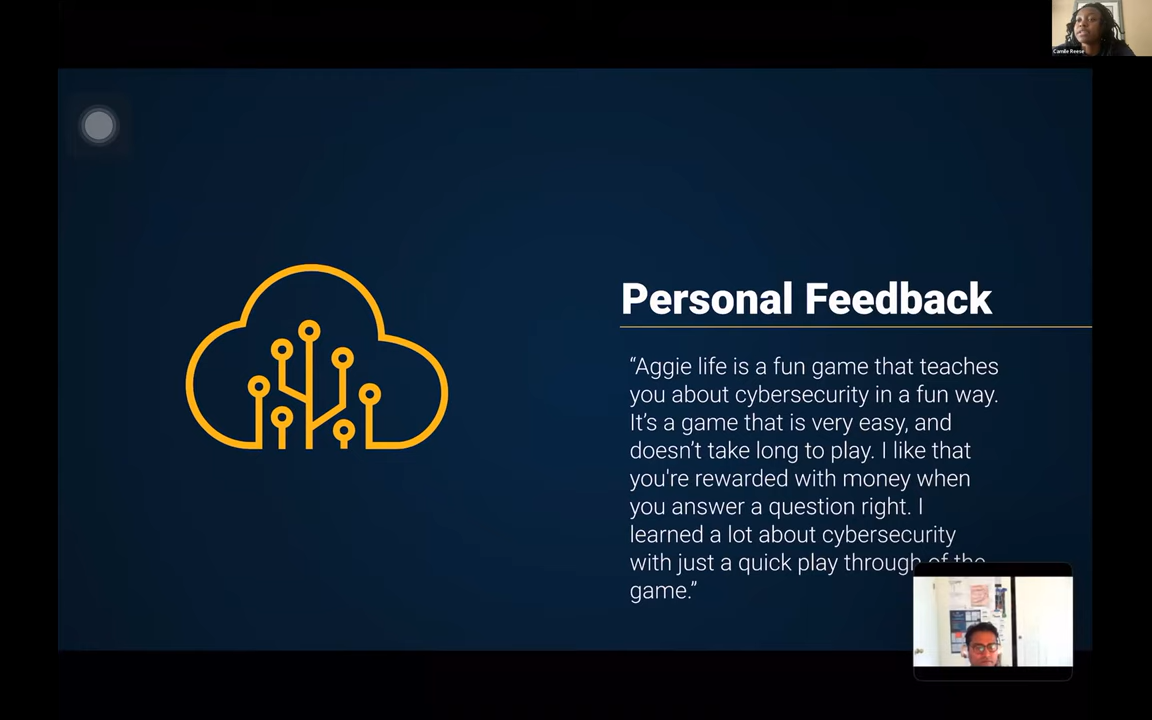 Camile Reese
Personal Feedback
“Aggie life is a fun game that teaches
you about cybersecurity in a fun way.
It’s a game that is very easy, and
doesn’t take long to play. I like that
you're rewarded with money when
you answer a question right. I
learned a lot about cybersecurity
with just a quick play through of the
game.”